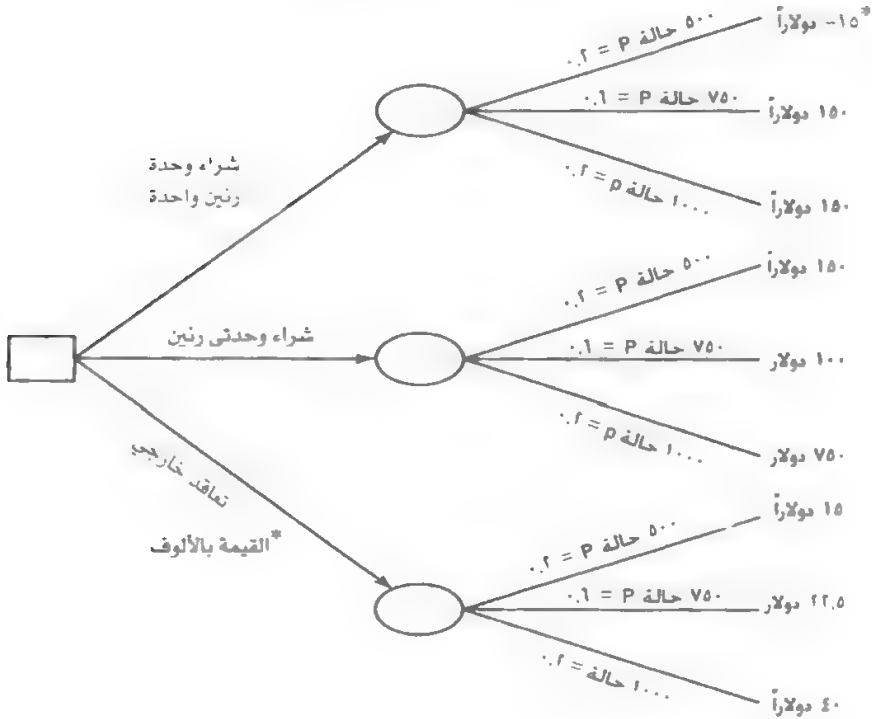 *١٥- دولاراً
٥٠٠ حالة P = ٠,٢
٧٥٠ حالة P = ٠,٦
١٥٠ دولاراً
١٠٠٠ حالة p = ٠,٢
١٥٠ دولاراً
شراء وحدة
رنين واحدة
٥٠٠ حالة P = ٠,٢
١٥٠ دولاراً
شراء وحدتى رنين
٧٥٠ حالة P = ٠,٦
١٠٠ دولار
١٠٠٠ حالة p = ٠,٢
٧٥٠ دولار
تعاقد خارجي
*القيمة بالألوف
٥٠٠ حالة P = ٠,٢
١٥ دولاراً
٧٥٠ حالة P = ٠,٦
٢٢,٥ دولار
١٠٠٠ حالة = ٠,٢
٤٠ دولاراً